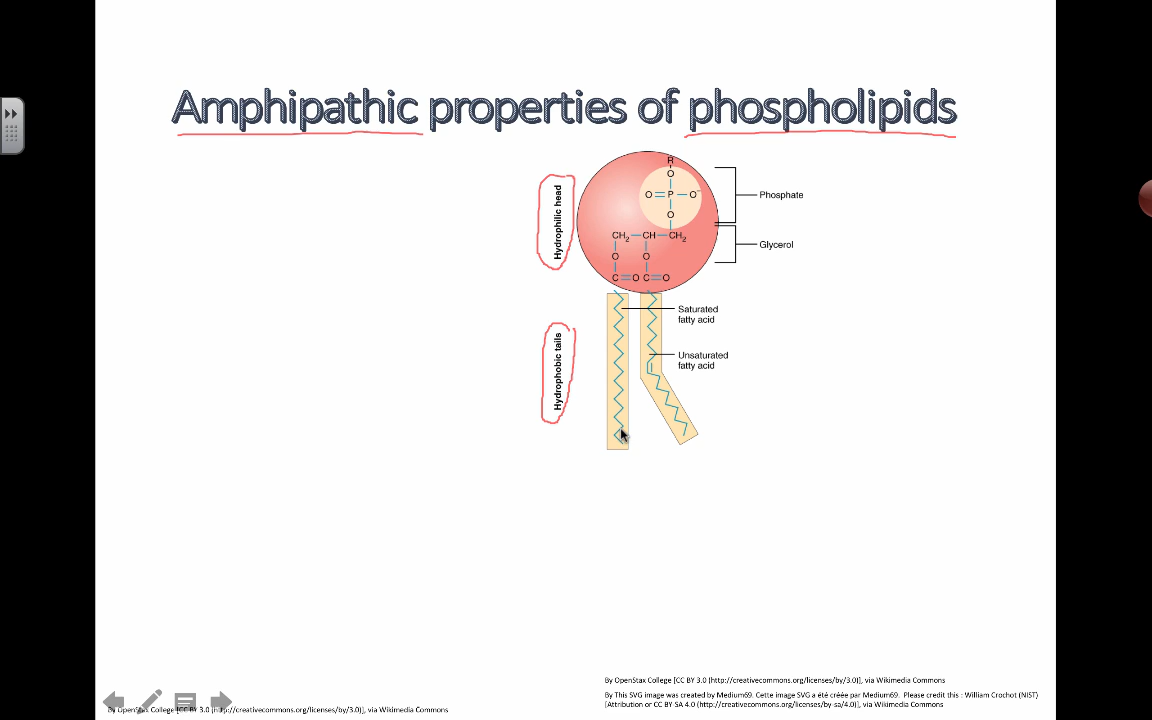 Amphipathic properties of phospholipids
Hydrophilic head
R
O
O=P-O⁻
O
Phosphate
CH₂-CH-CH₂
Glycerol
O O
C=O C=O
Hydrophobic tails
Saturated
fatty acid
Unsaturated
fatty acid
By OpenStax College [CC BY 3.0 (http://creativecommons.org/licenses/by/3.0)], via Wikimedia Commons
By This SVG image was created by Medium69. Cette image SVG a été créée par Medium69. Please credit this : William Crochot (NIST)
[Attribution or CC BY-SA 4.0 (http://creativecommons.org/licenses/by-sa/4.0)], via Wikimedia Commons
By OpenStax College [CC BY 3.0 (http://creativecommons.org/licenses/by/3.0)], via Wikimedia Commons